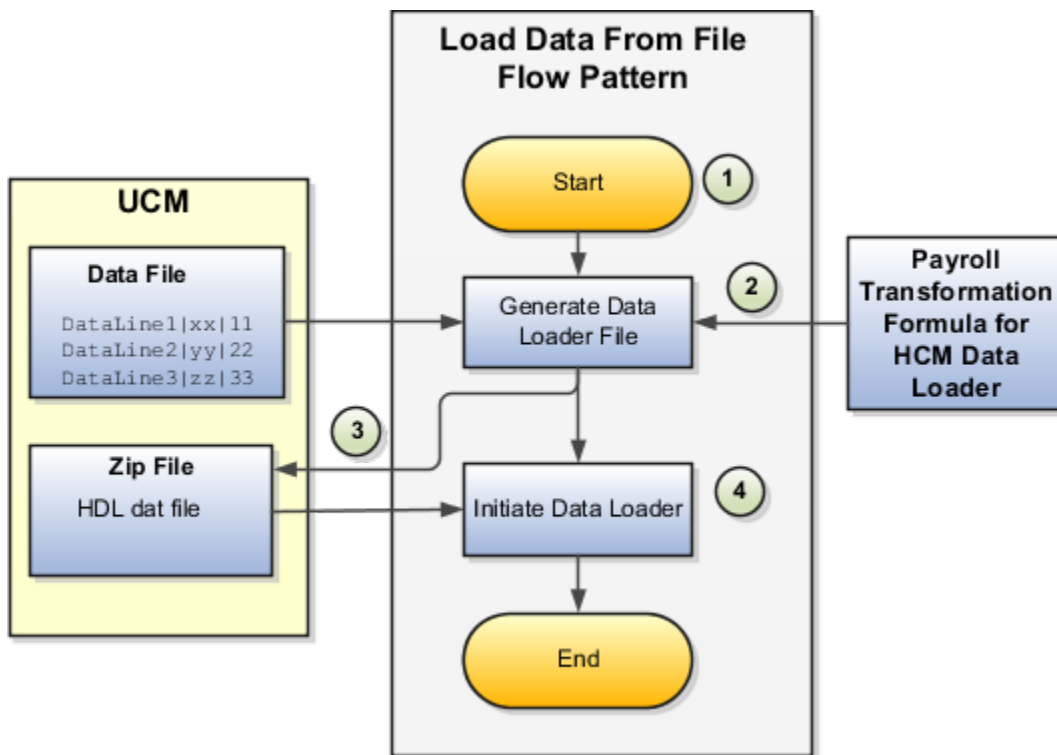 Load Data From File
Flow Pattern
Start
1
UCM
Data File
DataLine1|xx|11
DataLine2|yy|22
DataLine3|zz|33
Generate Data
Loader File
2
Payroll
Transformation
Formula for
HCM Data
Loader
3
Zip File
HDL dat file
Initiate Data Loader
4
End